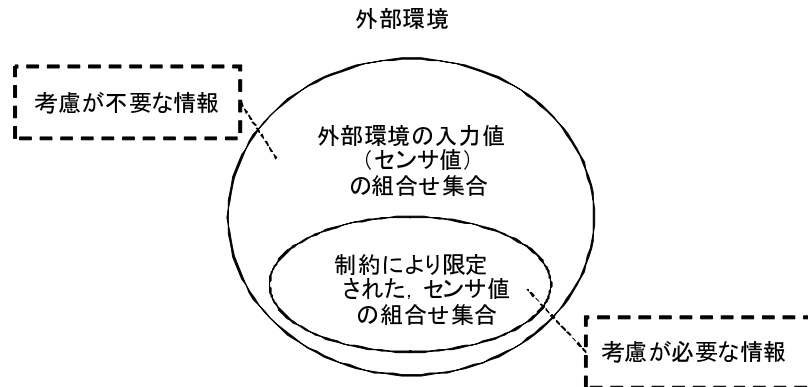 外部環境
考慮が不要な情報
外部環境の入力値
（センサ値）
の組合せ集合
制約により限定
された，センサ値
の組合せ集合
考慮が必要な情報